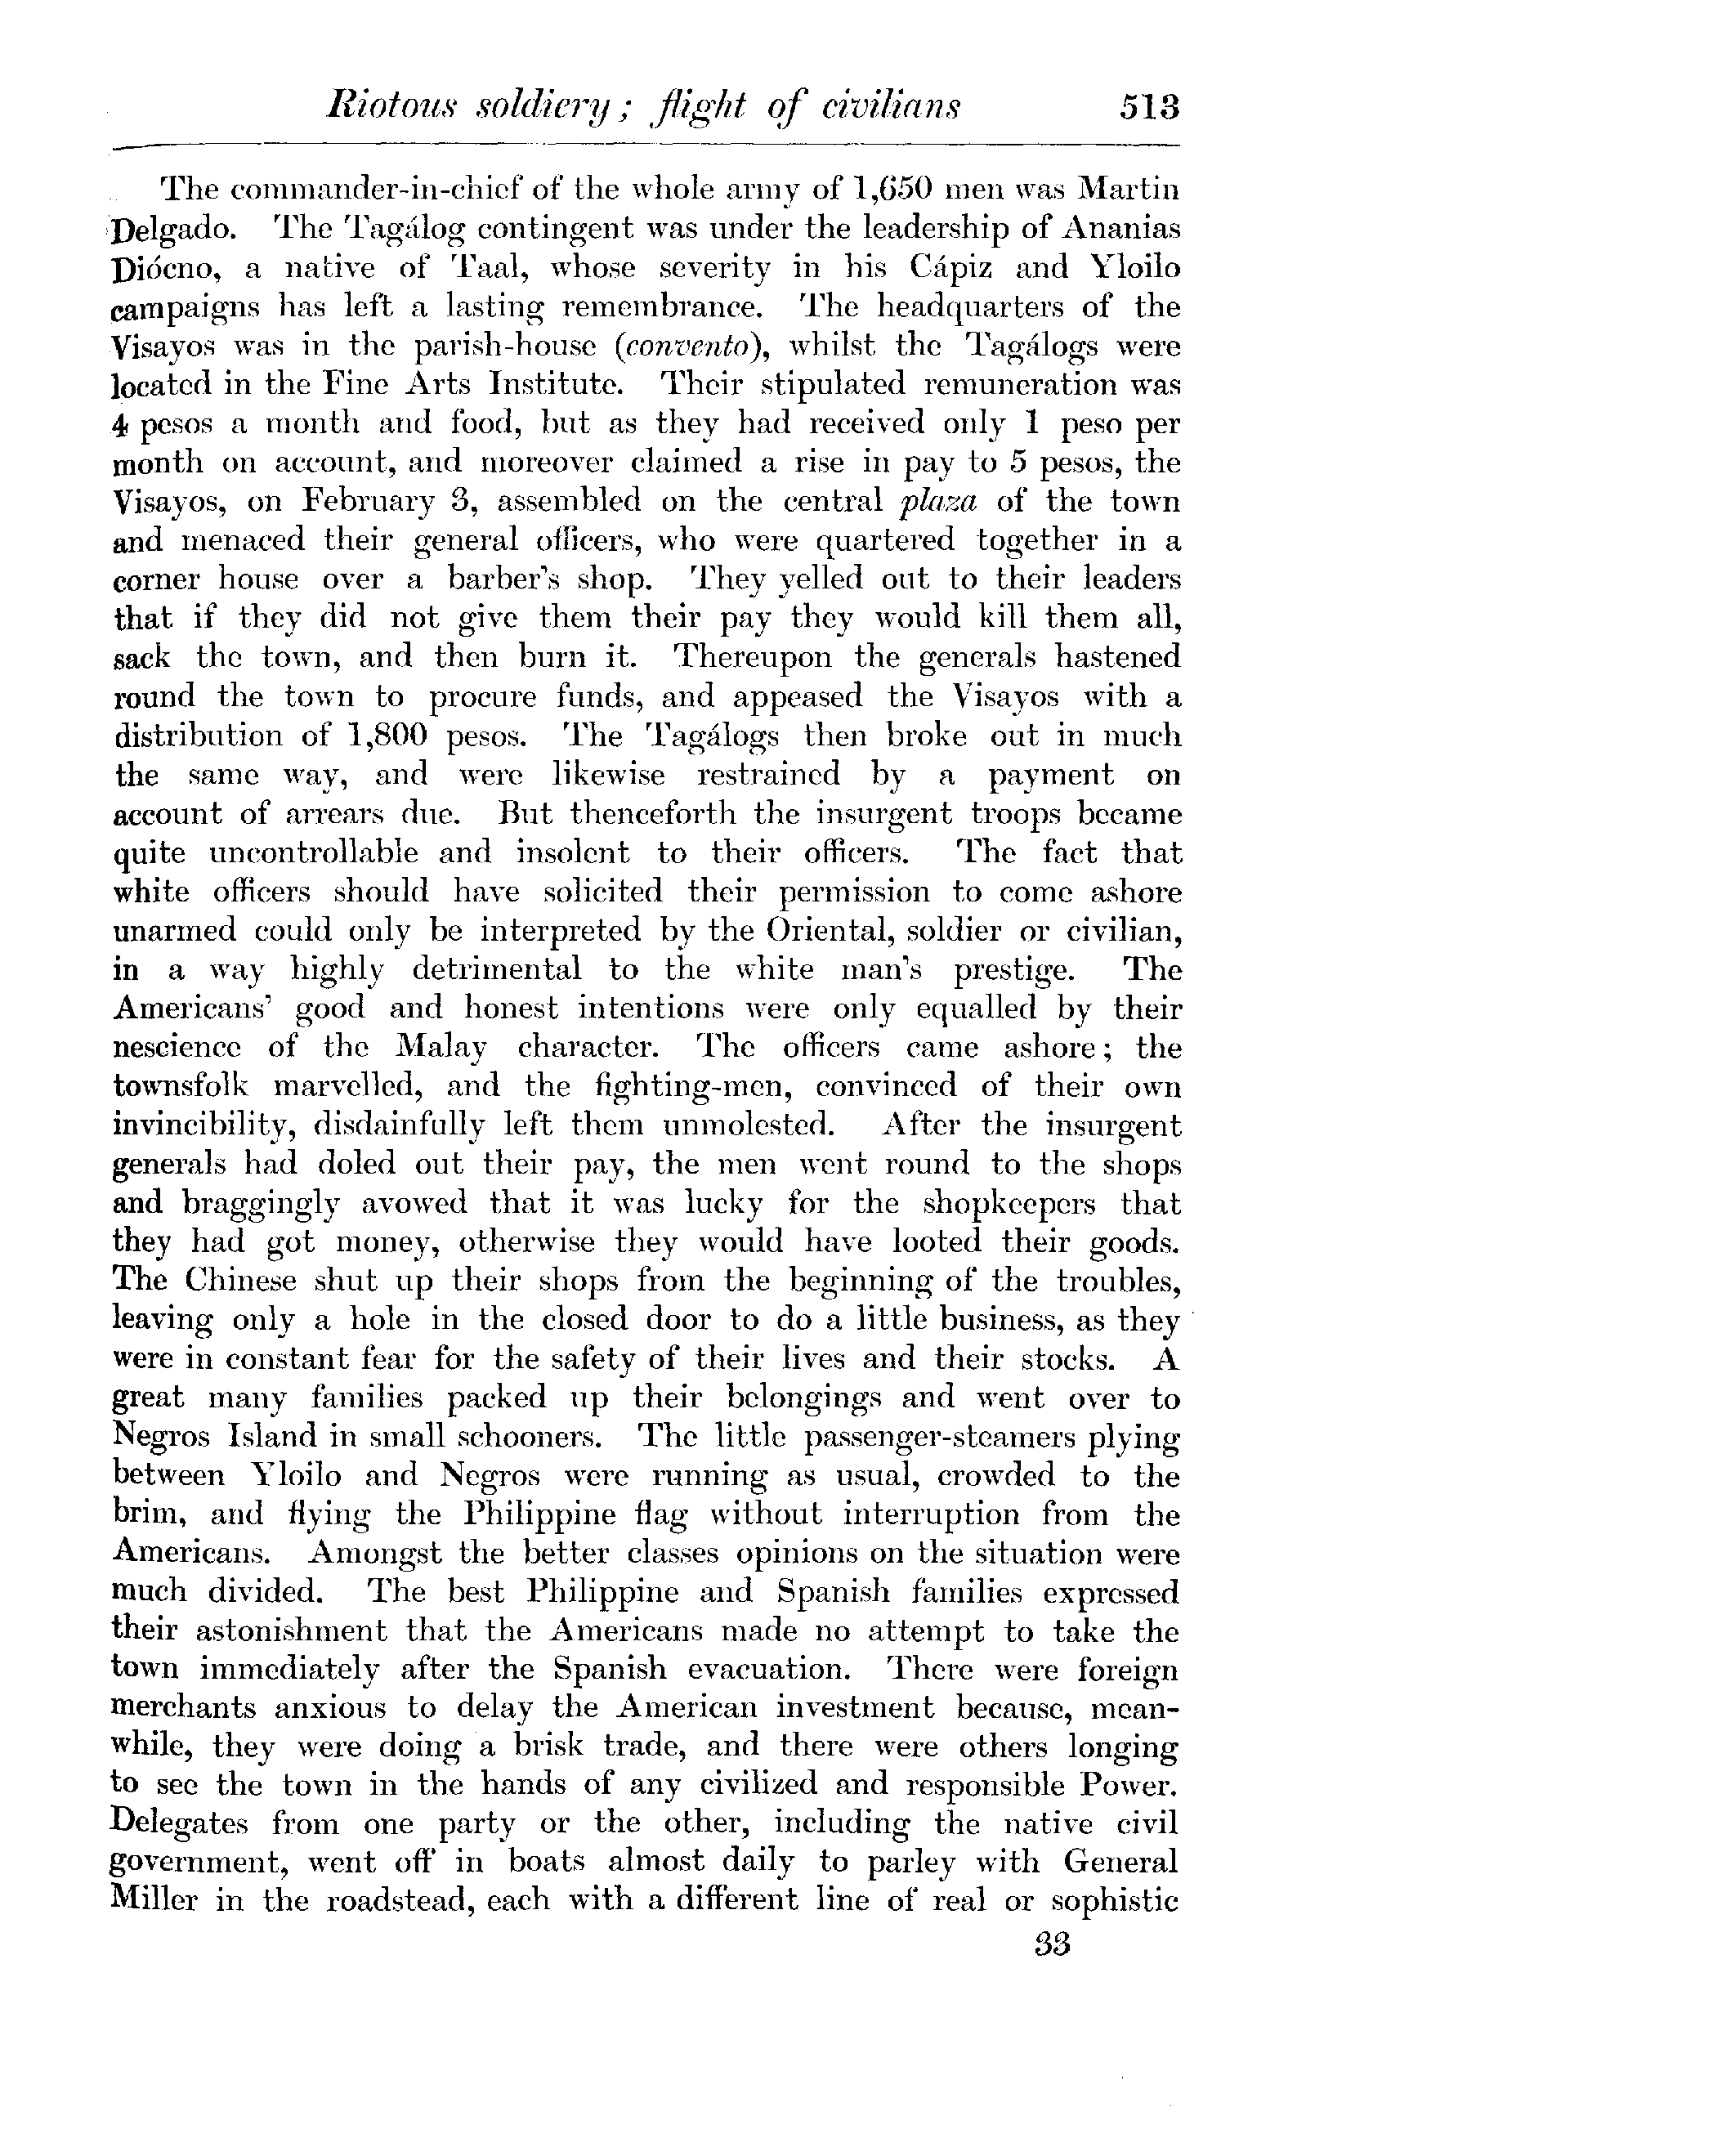 Riotous soldiery; flight of civilians 513
The commander-in-chief of the whole army of 1,650 men was Martin
Delgado. The Tagálog contingent was under the leadership of Ananias
Diócno, a native of Taal, whose severity in his Cápiz and Yloilo
campaigns has left a lasting remembrance. The headquarters of the
Visayos was in the parish-house (convento), whilst the Tagálogs were
located in the Fine Arts Institute. Their stipulated remuneration was
4 pesos a month and food, but as they had received only 1 peso per
month on account, and moreover claimed a rise in pay to 5 pesos, the
Visayos, on February 3, assembled on the central plaza of the town
and menaced their general officers, who were quartered together in a
corner house over a barber's shop. They yelled out to their leaders
that if they did not give them their pay they would kill them all,
sack the town, and then burn it. Thereupon the generals hastened
round the town to procure funds, and appeased the Visayos with a
distribution of 1,800 pesos. The Tagálogs then broke out in much
the same way, and were likewise restrained by a payment on
account of arrears due. But thenceforth the insurgent troops became
quite uncontrollable and insolent to their officers. The fact that
white officers should have solicited their permission to come ashore
unarmed could only be interpreted by the Oriental, soldier or civilian,
in a way highly detrimental to the white man's prestige. The
Americans' good and honest intentions were only equalled by their
nescience of the Malay character. The officers came ashore; the
townsfolk marvelled, and the fighting-men, convinced of their own
invincibility, disdainfully left them unmolested. After the insurgent
generals had doled out their pay, the men went round to the shops
and braggingly avowed that it was lucky for the shopkeepers that
they had got money, otherwise they would have looted their goods.
The Chinese shut up their shops from the beginning of the troubles,
leaving only a hole in the closed door to do a little business, as they
were in constant fear for the safety of their lives and their stocks. A
great many families packed up their belongings and went over to
Negros Island in small schooners. The little passenger-steamers plying
between Yloilo and Negros were running as usual, crowded to the
brim, and flying the Philippine flag without interruption from the
Americans. Amongst the better classes opinions on the situation were
much divided. The best Philippine and Spanish families expressed
their astonishment that the Americans made no attempt to take the
town immediately after the Spanish evacuation. There were foreign
merchants anxious to delay the American investment because, mean-
while, they were doing a brisk trade, and there were others longing
to see the town in the hands of any civilized and responsible Power.
Delegates from one party or the other, including the native civil
government, went off in boats almost daily to parley with General
Miller in the roadstead, each with a different line of real or sophistic
33